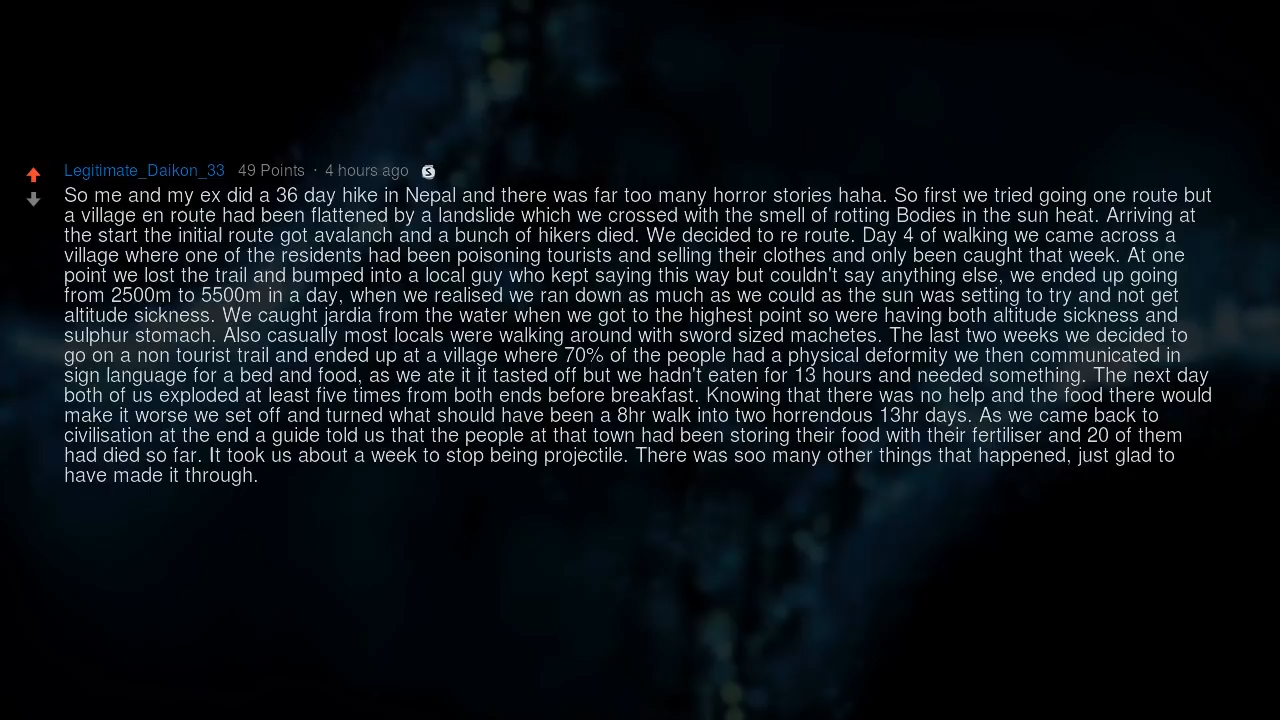 Legitimate_Daikon_33 49 Points · 4 hours ago S
So me and my ex did a 36 day hike in Nepal and there was far too many horror stories haha. So first we tried going one route but
a village en route had been flattened by a landslide which we crossed with the smell of rotting Bodies in the sun heat. Arriving at
the start the initial route got avalanch and a bunch of hikers died. We decided to re route. Day 4 of walking we came across a
village where one of the residents had been poisoning tourists and selling their clothes and only been caught that week. At one
point we lost the trail and bumped into a local guy who kept saying this way but couldn't say anything else, we ended up going
from 2500m to 5500m in a day, when we realised we ran down as much as we could as the sun was setting to try and not get
altitude sickness. We caught jardia from the water when we got to the highest point so were having both altitude sickness and
sulphur stomach. Also casually most locals were walking around with sword sized machetes. The last two weeks we decided to
go on a non tourist trail and ended up at a village where 70% of the people had a physical deformity we then communicated in
sign language for a bed and food, as we ate it it tasted off but we hadn't eaten for 13 hours and needed something. The next day
both of us exploded at least five times from both ends before breakfast. Knowing that there was no help and the food there would
make it worse we set off and turned what should have been a 8hr walk into two horrendous 13hr days. As we came back to
civilisation at the end a guide told us that the people at that town had been storing their food with their fertiliser and 20 of them
had died so far. It took us about a week to stop being projectile. There was soo many other things that happened, just glad to
have made it through.